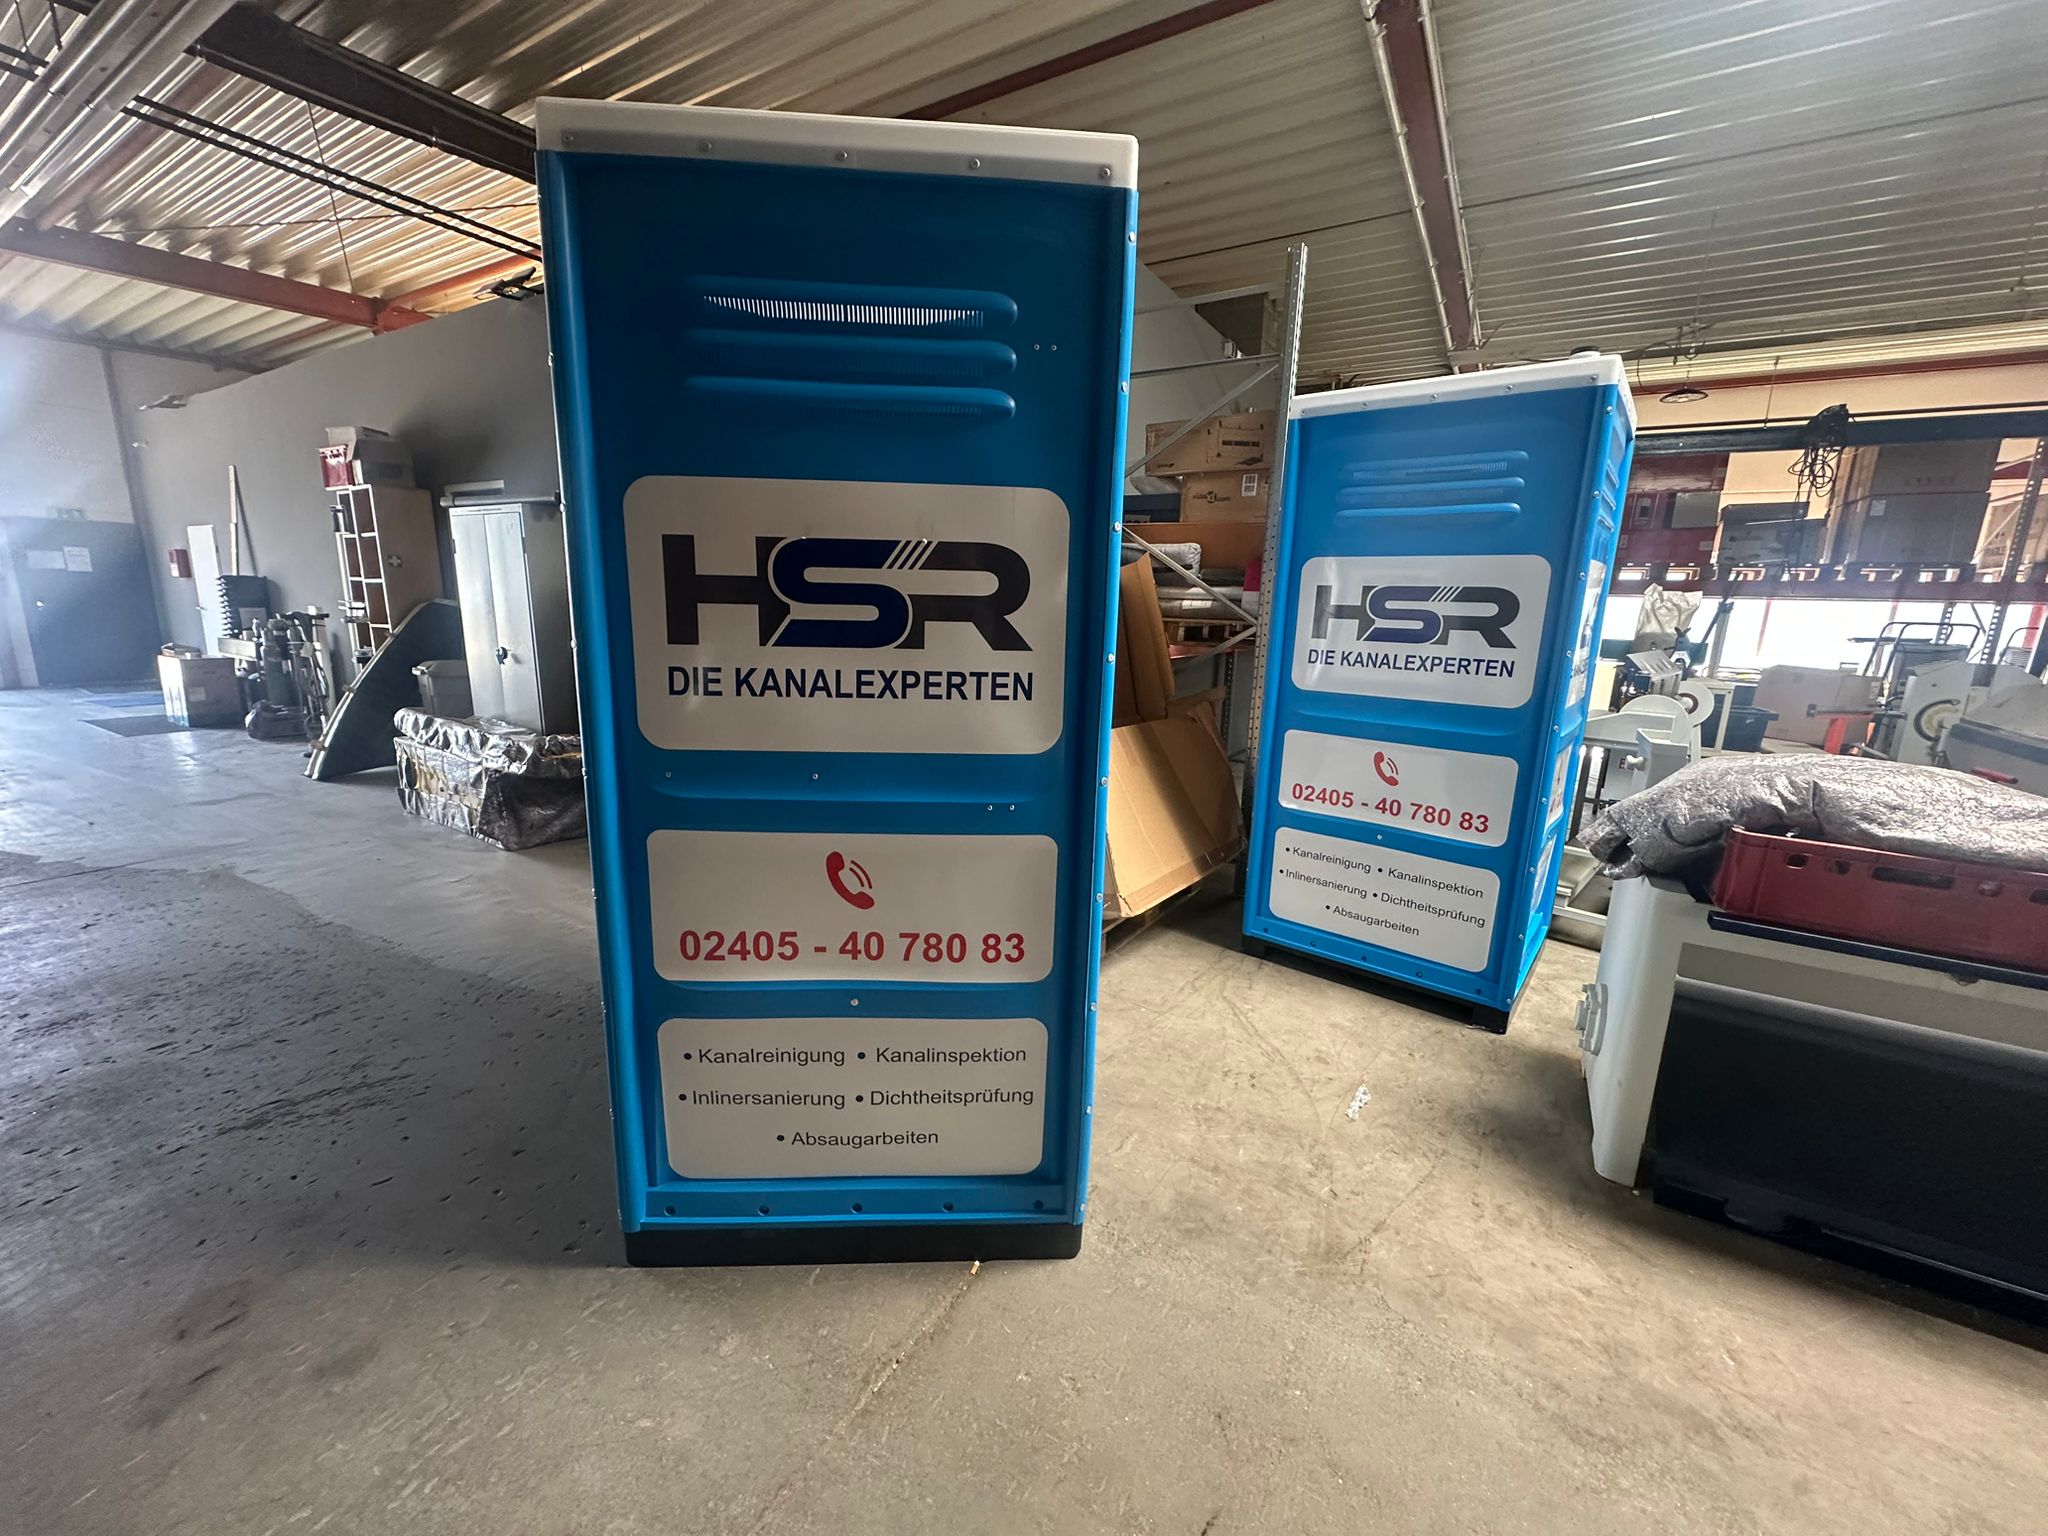 HSR
DIE KANALEXPERTEN
02405 - 40 780 83
• Kanalreinigung • Kanalinspektion
• Inlinersanierung • Dichtheitsprüfung
• Absaugarbeiten
HSR
DIE KANALEXPERTEN
02405 - 40 780 83
• Kanalreinigung • Kanalinspektion
• Inlinersanierung • Dichtheitsprüfung
• Absaugarbeiten